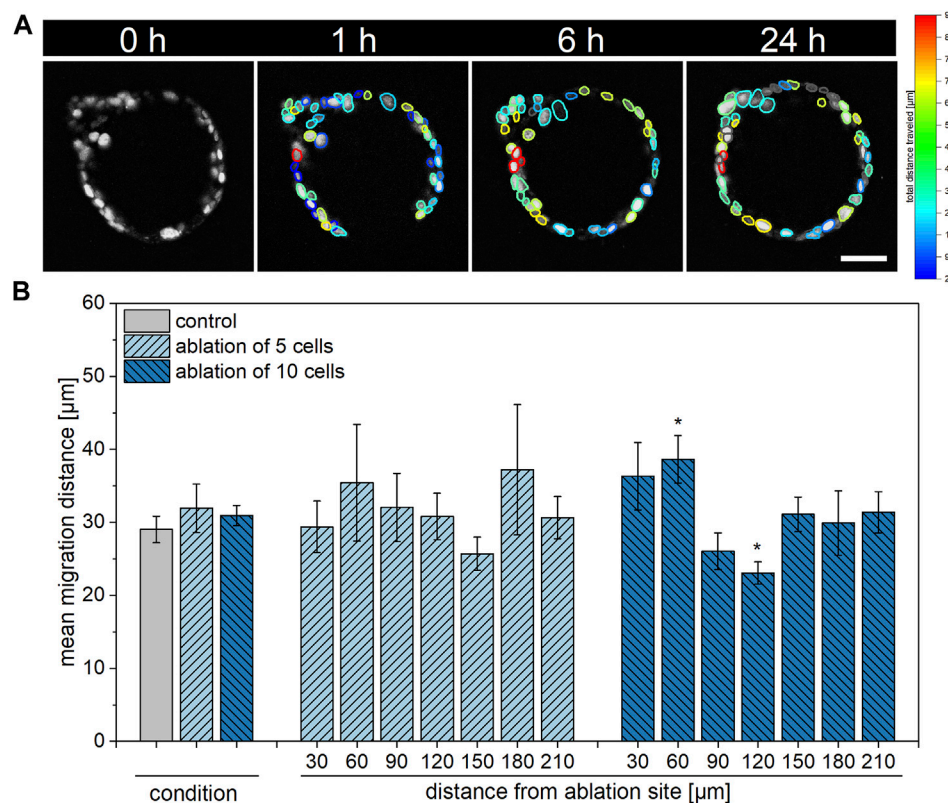 A
0 h
1 h
6 h
24 h
total distance traveled [µm]
B
60
50
40
30
20
10
0
mean migration distance [µm]
control
ablation of 5 cells
ablation of 10 cells
*
*
30 60 90 120 150 180 210
30 60 90 120 150 180 210
condition
distance from ablation site [µm]